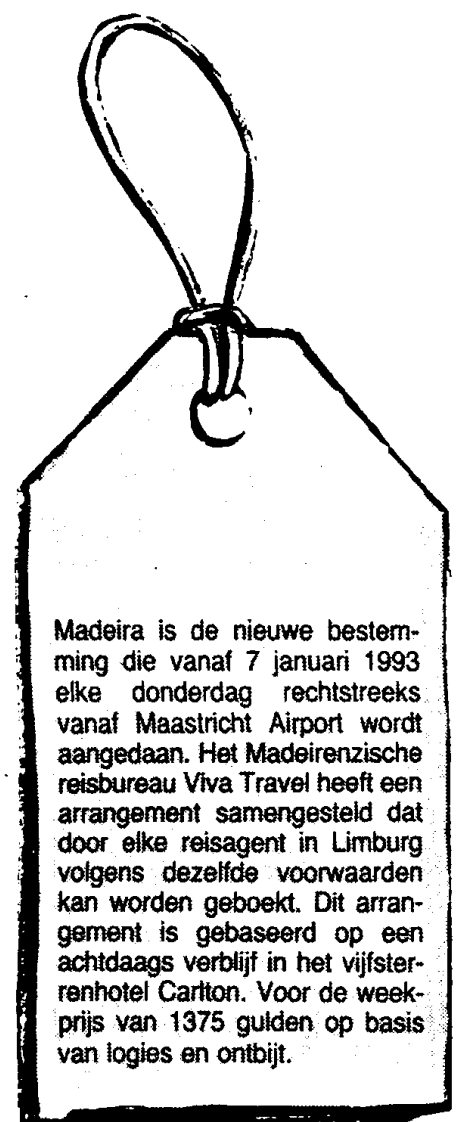 Madeira is de nieuwe bestem-
ming die vanaf 7 januari 1993
elke donderdag rechtstreeks
vanaf Maastricht Airport wordt
aangedaan. Het Madeirenzische
reisbureau Viva Travel heeft een
arrangement samengesteld dat
door elke reisagent in Limburg
volgens dezelfde voorwaarden
kan worden geboekt. Dit arran-
gement is gebaseerd op een
achtdaags verblijf in het vijfster-
renhotel Carlton. Voor de week-
prijs van 1375 gulden op basis
van logies en ontbijt.